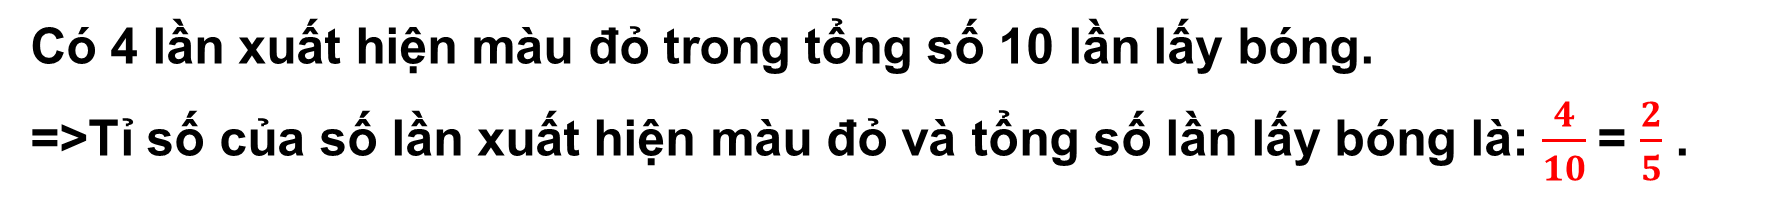 Có 4 lần xuất hiện màu đỏ trong tổng số 10 lần lấy bóng.
=>Tỉ số của số lần xuất hiện màu đỏ và tổng số lần lấy bóng là: 4/10 = 2/5 .